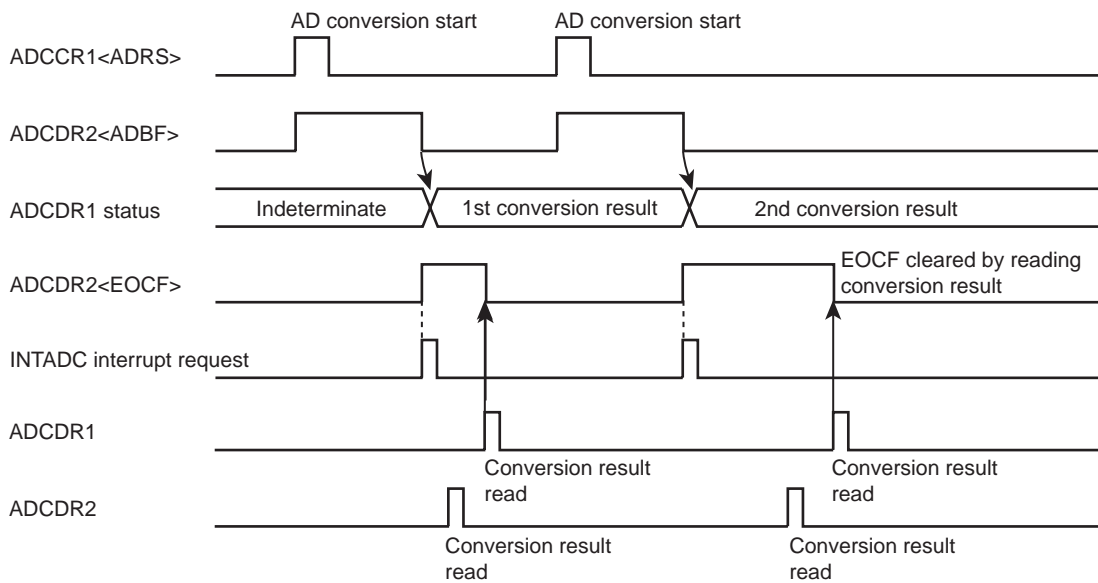 AD conversion start
AD conversion start
ADCCR1<ADRS>
ADCDR2<ADBF>
ADCDR1 status
Indeterminate
1st conversion result
2nd conversion result
ADCDR2<EOCF>
EOCF cleared by reading
conversion result
INTADC interrupt request
ADCDR1
Conversion result
read
Conversion result
read
ADCDR2
Conversion result
read
Conversion result
read